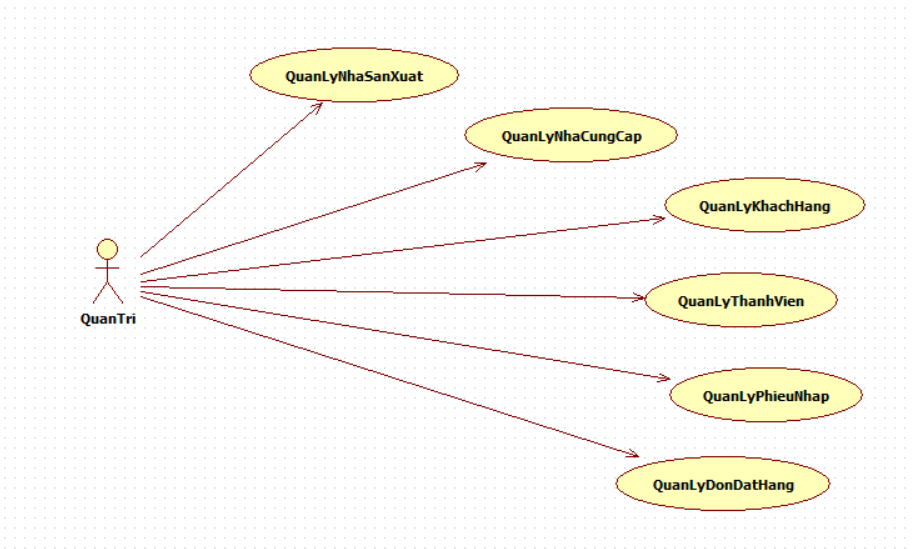 QuanLyNhaSanXuat
QuanLyNhaCungCap
QuanLyKhachHang
QuanLyThanhVien
QuanTri
QuanLyPhieuNhap
QuanLyDonDatHang